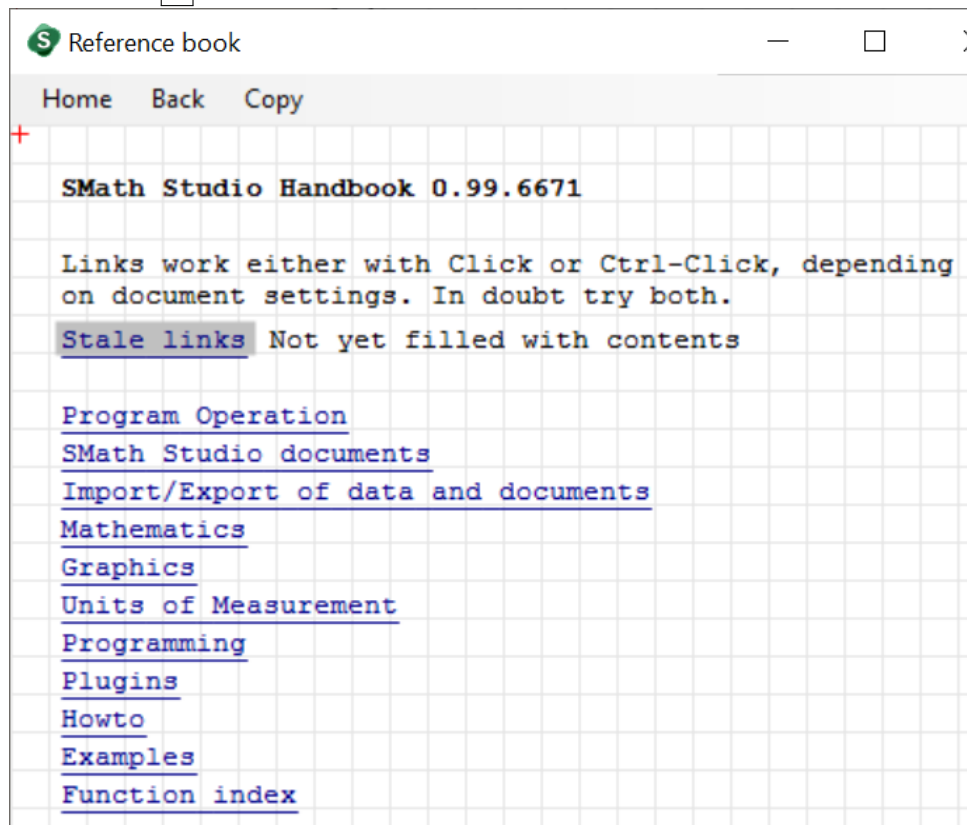 S Reference book
Home Back Copy
SMath Studio Handbook 0.99.6671
Links work either with Click or Ctrl-Click, depending
on document settings. In doubt try both.
Stale links Not yet filled with contents
Program Operation
SMath Studio documents
Import/Export of data and documents
Mathematics
Graphics
Units of Measurement
Programming
Plugins
Howto
Examples
Function index